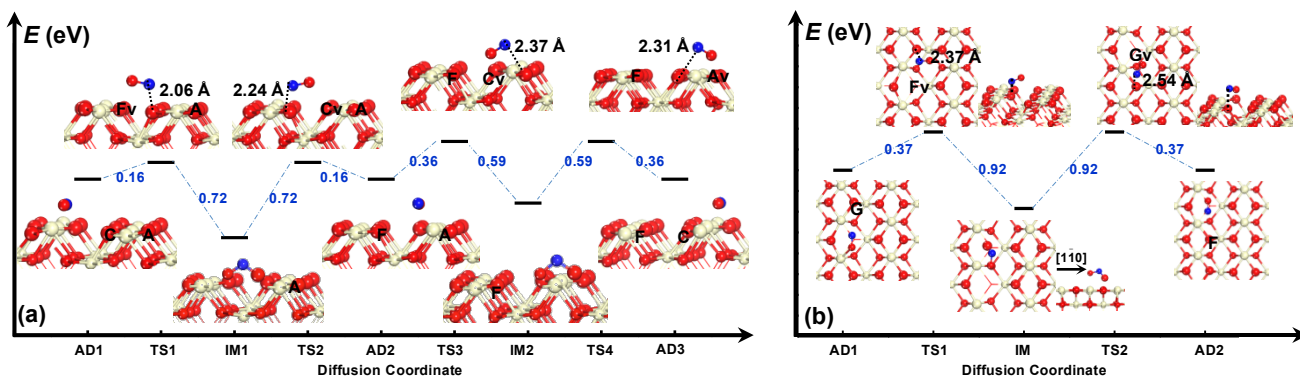 E (eV)
2.06 Å
Fv
A
2.24 Å
Cv
A
2.37 Å
F
Cv
2.31 Å
F
Av
0.16
0.72
0.72
0.16
0.36
0.59
0.59
0.36
C
A
A
F
A
F
F
C
(a)
AD1
TS1
IM1
TS2
AD2
TS3
IM2
TS4
AD3
Diffusion Coordinate
E (eV)
2.37 Å
Fv
Gv
2.54 Å
0.37
0.92
0.92
0.37
G
F
[1̄10]
(b)
AD1
TS1
IM
TS2
AD2
Diffusion Coordinate